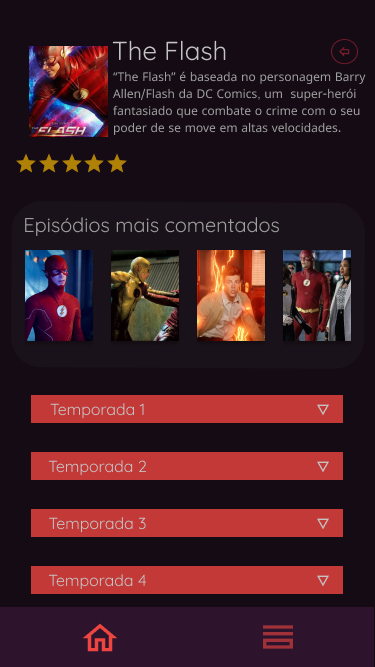 The Flash
"The Flash" é baseada no personagem Barry
Allen/Flash da DC Comics, um super-herói
fantasiado que combate o crime com o seu
poder de se move em altas velocidades.
THE FLASH
Episódios mais comentados
Temporada 1
Temporada 2
Temporada 3
Temporada 4